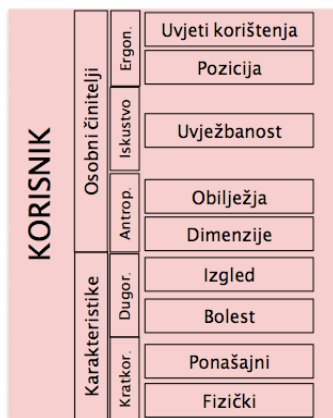 KORISNIK
Osobni činitelji
Ergon.
Uvjeti korištenja
Pozicija
Iskustvo
Uvježbanost
Antrop.
Obilježja
Dimenzije
Karakteristike
Dugor.
Izgled
Bolest
Kratkor.
Ponašajni
Fizički